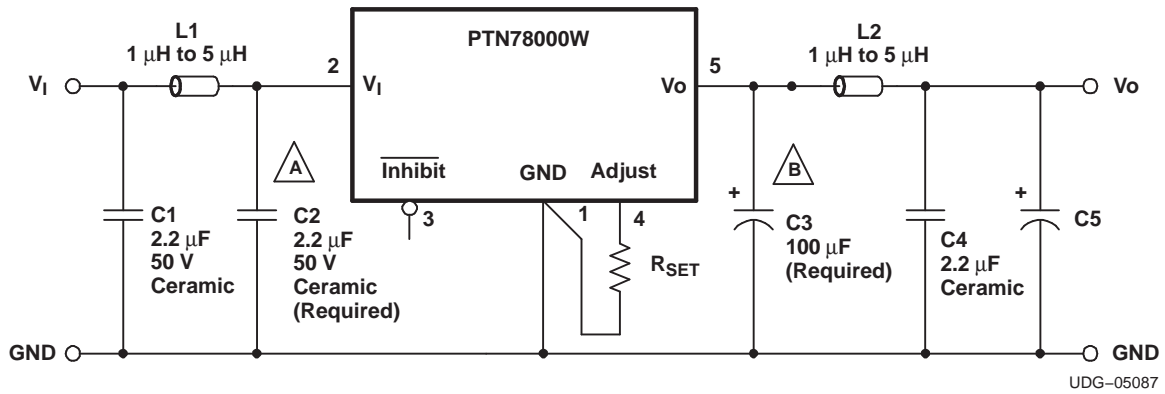 L1
1 μH to 5 μH
PTN78000W
L2
1 μH to 5 μH
V_I
2
V_I
Vo
5
Vo
A
Inhibit
GND
Adjust
B
3
1
4
+
+
C1
2.2 μF
50 V
Ceramic
C2
2.2 μF
50 V
Ceramic
(Required)
R_SET
C3
100 μF
(Required)
C4
2.2 μF
Ceramic
C5
GND
GND
UDG–05087